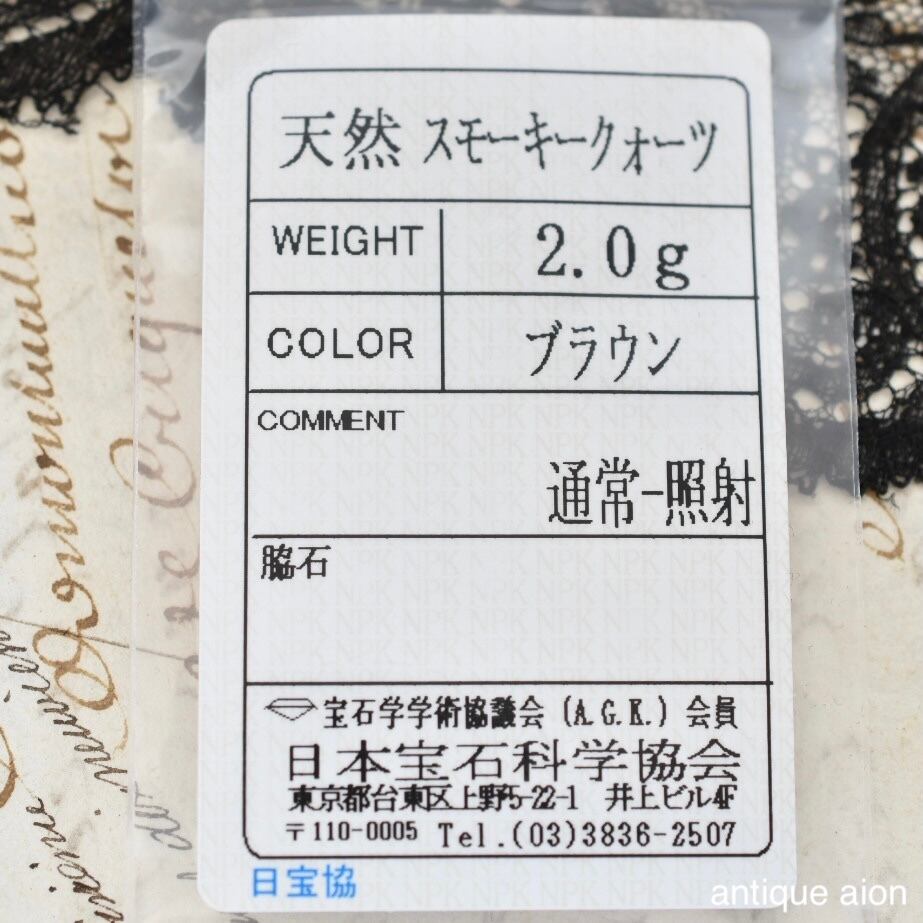 天然 スモーキークォーツ
WEIGHT 2.0g
COLOR ブラウン
COMMENT
通常-照射
脇石
宝石学学術協議会 (A.G.K.) 会員
日本宝石科学協会
東京都台東区上野5-22-1 井上ビル4F
〒110-0005 Tel.(03)3836-2507
日宝協
antique aion